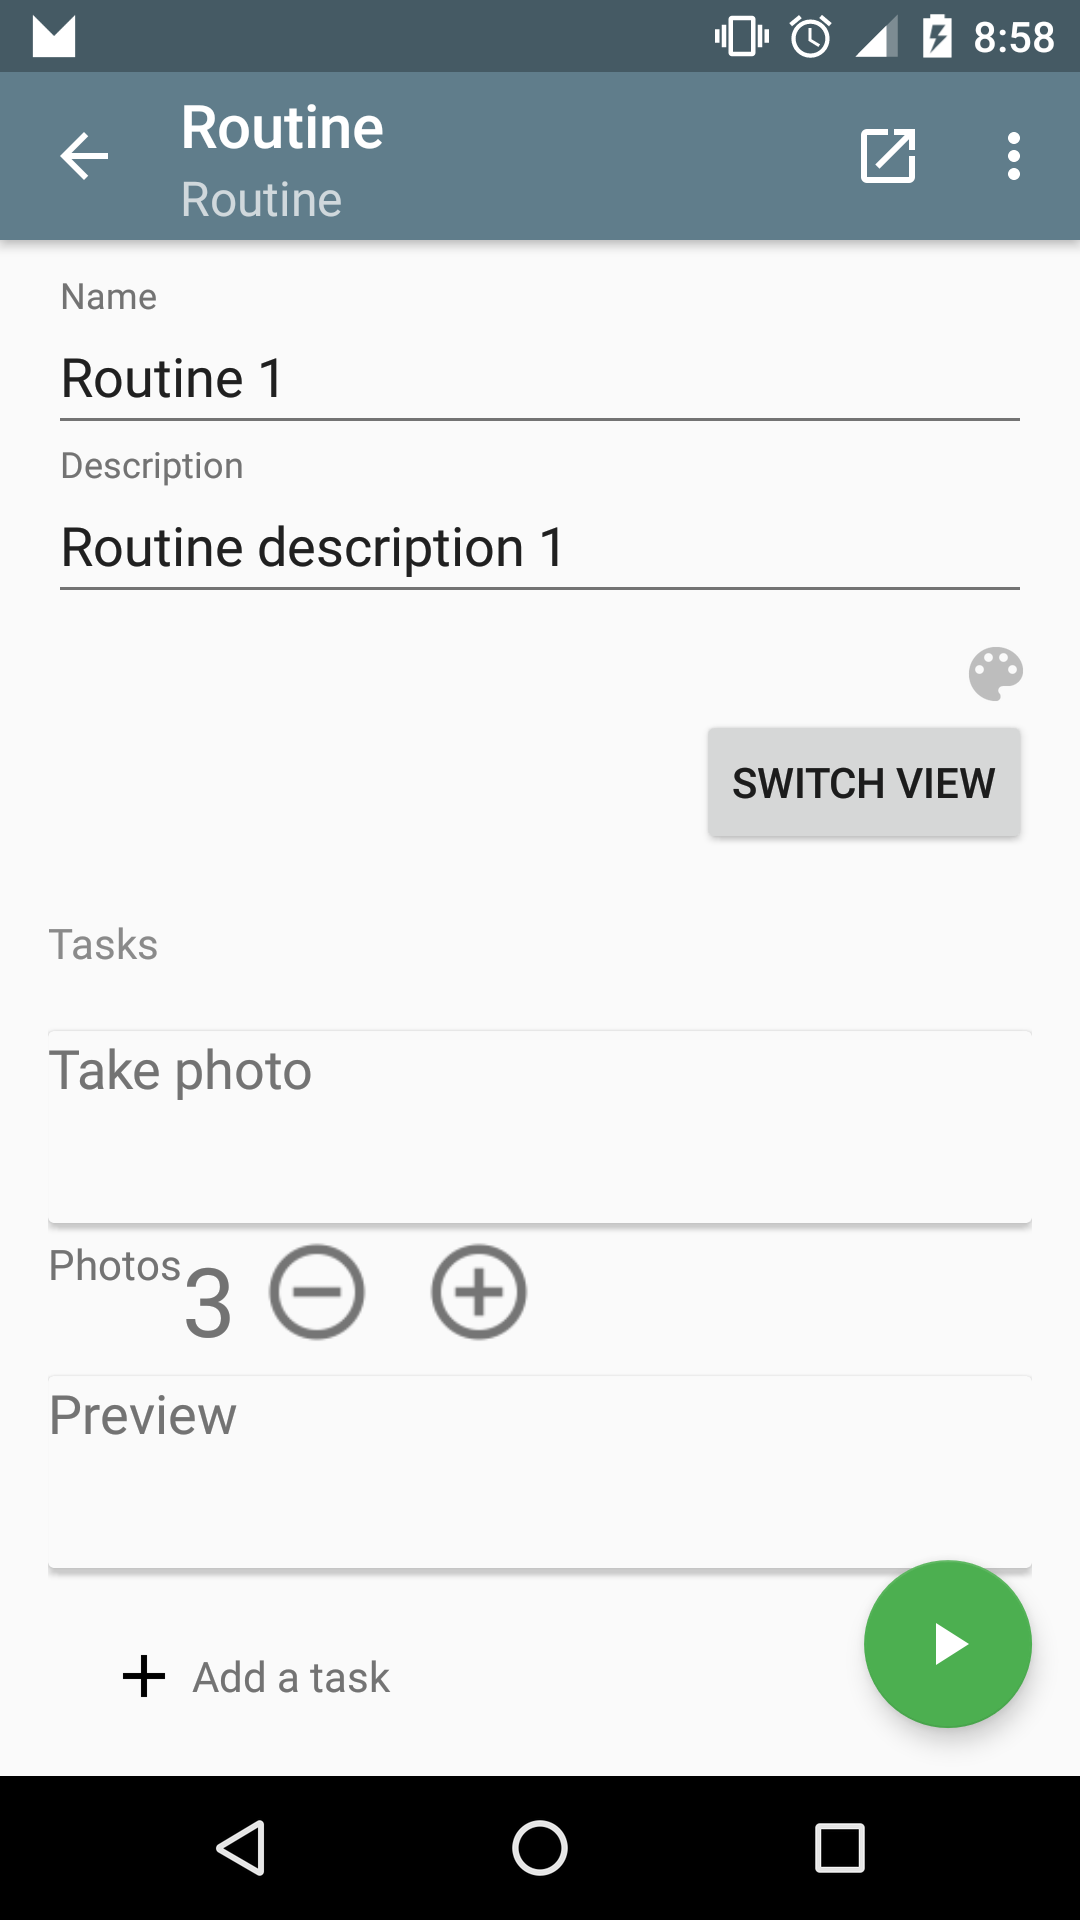 8:58
Routine
Routine
Name
Routine 1
Description
Routine description 1
SWITCH VIEW
Tasks
Take photo
Photos 3
Preview
Add a task